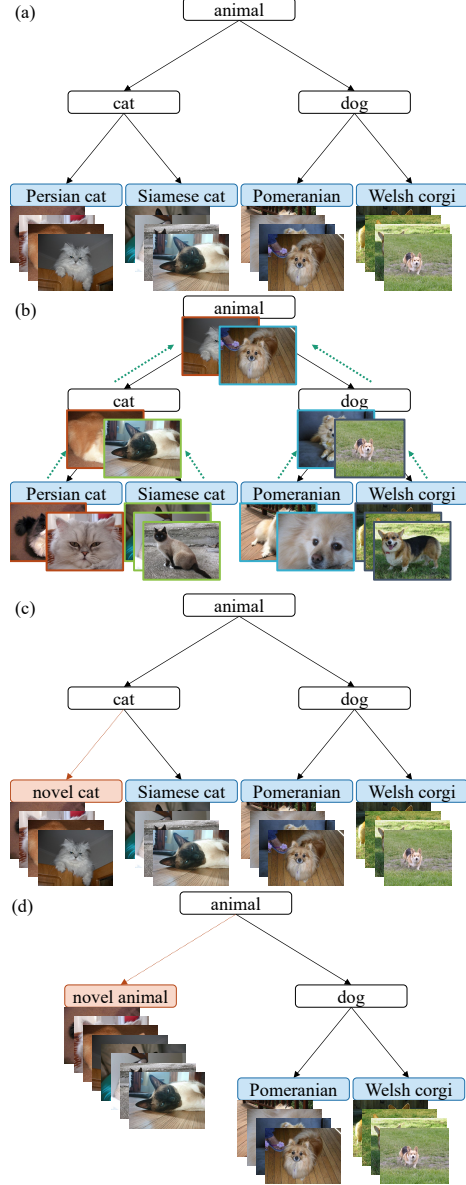 (a)
animal
cat dog
Persian cat Siamese cat Pomeranian Welsh corgi
(b)
animal
cat dog
Persian cat Siamese cat Pomeranian Welsh corgi
(c)
animal
cat dog
novel cat Siamese cat Pomeranian Welsh corgi
(d)
animal
novel animal dog
Pomeranian Welsh corgi